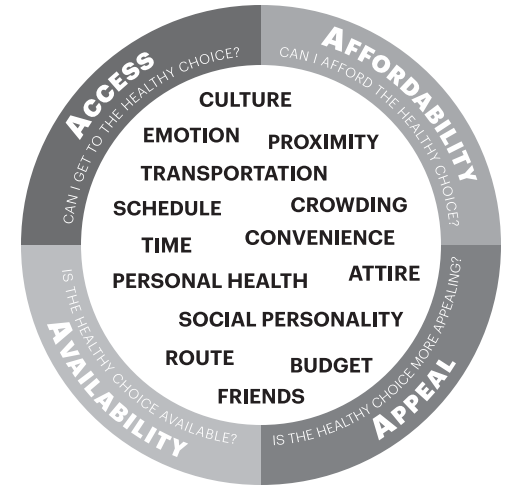 ACCESS
CAN I GET TO THE HEALTHY CHOICE?
AFFORDABILITY
CAN I AFFORD THE HEALTHY CHOICE?
CULTURE
EMOTION
PROXIMITY
TRANSPORTATION
SCHEDULE
CROWDING
TIME
CONVENIENCE
PERSONAL HEALTH
ATTIRE
SOCIAL PERSONALITY
ROUTE
BUDGET
FRIENDS
IS THE HEALTHY CHOICE AVAILABLE?
AVAILABILITY
IS THE HEALTHY CHOICE MORE APPEALING?
APPEAL